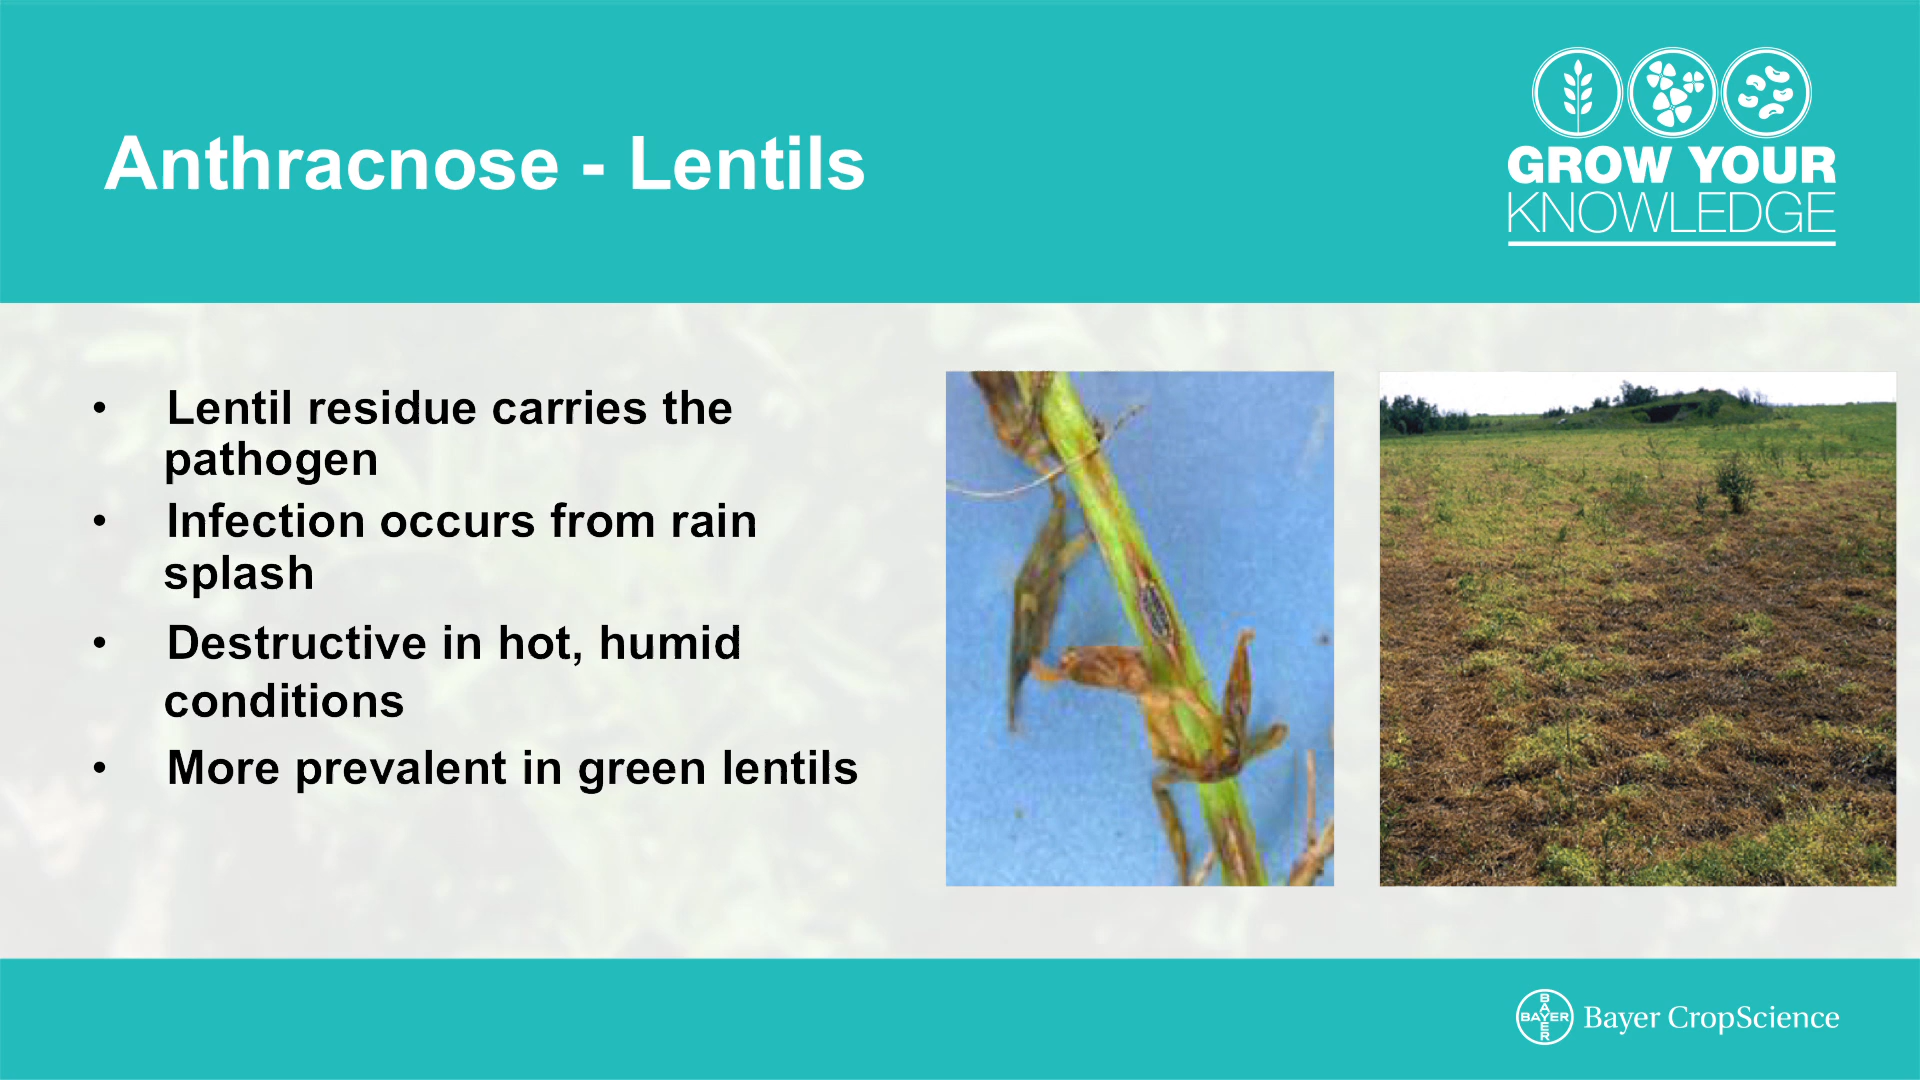 Anthracnose - Lentils
GROW YOUR
KNOWLEDGE
• Lentil residue carries the
pathogen
• Infection occurs from rain
splash
• Destructive in hot, humid
conditions
• More prevalent in green lentils
BAYER
BAYER
Bayer CropScience